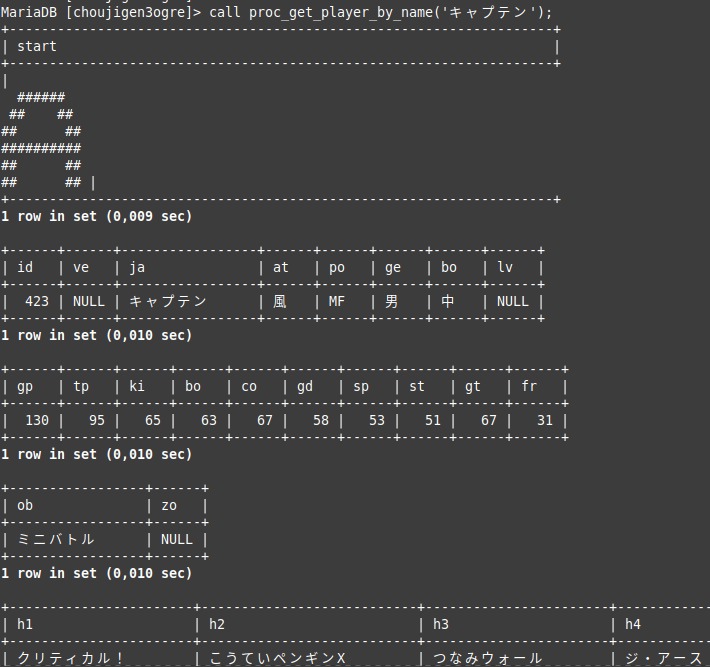 MariaDB [choujigen3ogre]> call proc_get_player_by_name('キャプテン');
+--------------------------------------------------------------------+
| start                                                              |
+--------------------------------------------------------------------+
|
  ######
 ##    ##
##      ##
##########
##      ##
##      ## |
+--------------------------------------------------------------------+
1 row in set (0,009 sec)
+------+------+-----------------+------+------+------+------+------+
| id   | ve   | ja              | at   | po   | ge   | bo   | lv   |
+------+------+-----------------+------+------+------+------+------+
|  423 | NULL | キャプテン      | 風   | MF   | 男   | 中   | NULL |
+------+------+-----------------+------+------+------+------+------+
1 row in set (0,010 sec)
+------+------+------+------+------+------+------+------+------+------+
| gp   | tp   | ki   | bo   | co   | gd   | sp   | st   | gt   | fr   |
+------+------+------+------+------+------+------+------+------+------+
|  130 |   95 |   65 |   63 |   67 |   58 |   53 |   51 |   67 |   31 |
+------+------+------+------+------+------+------+------+------+------+
1 row in set (0,010 sec)
+-----------------+------+
| ob              | zo   |
+-----------------+------+
| ミニバトル      | NULL |
+-----------------+------+
1 row in set (0,010 sec)
+-----------------------+---------------------------+-----------------------+-----------
| h1                    | h2                        | h3                    | h4
+-----------------------+---------------------------+-----------------------+-----------
| クリティカル！        | こうていペンギンX         | つなみウォール        | ジ・アース